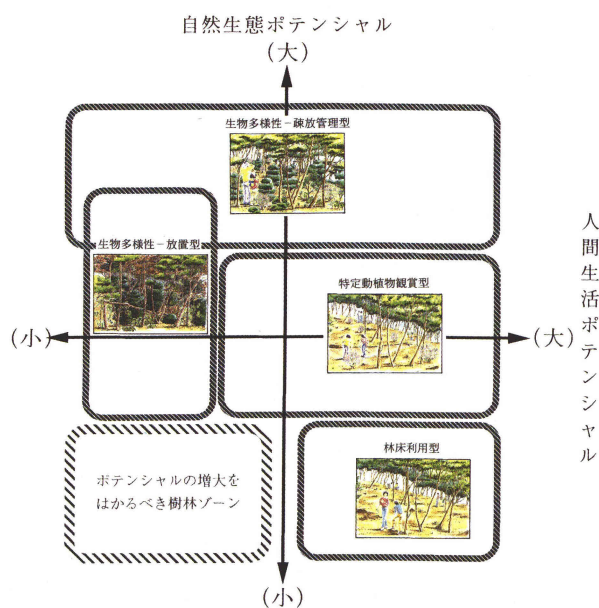 自然生態ポテンシャル
(大)
生物多様性－疎放管理型
生物多様性－放置型
特定動植物観賞型
(小)
(大)
人間生活ポテンシャル
林床利用型
ポテンシャルの増大を
はかるべき樹林ゾーン
(小)